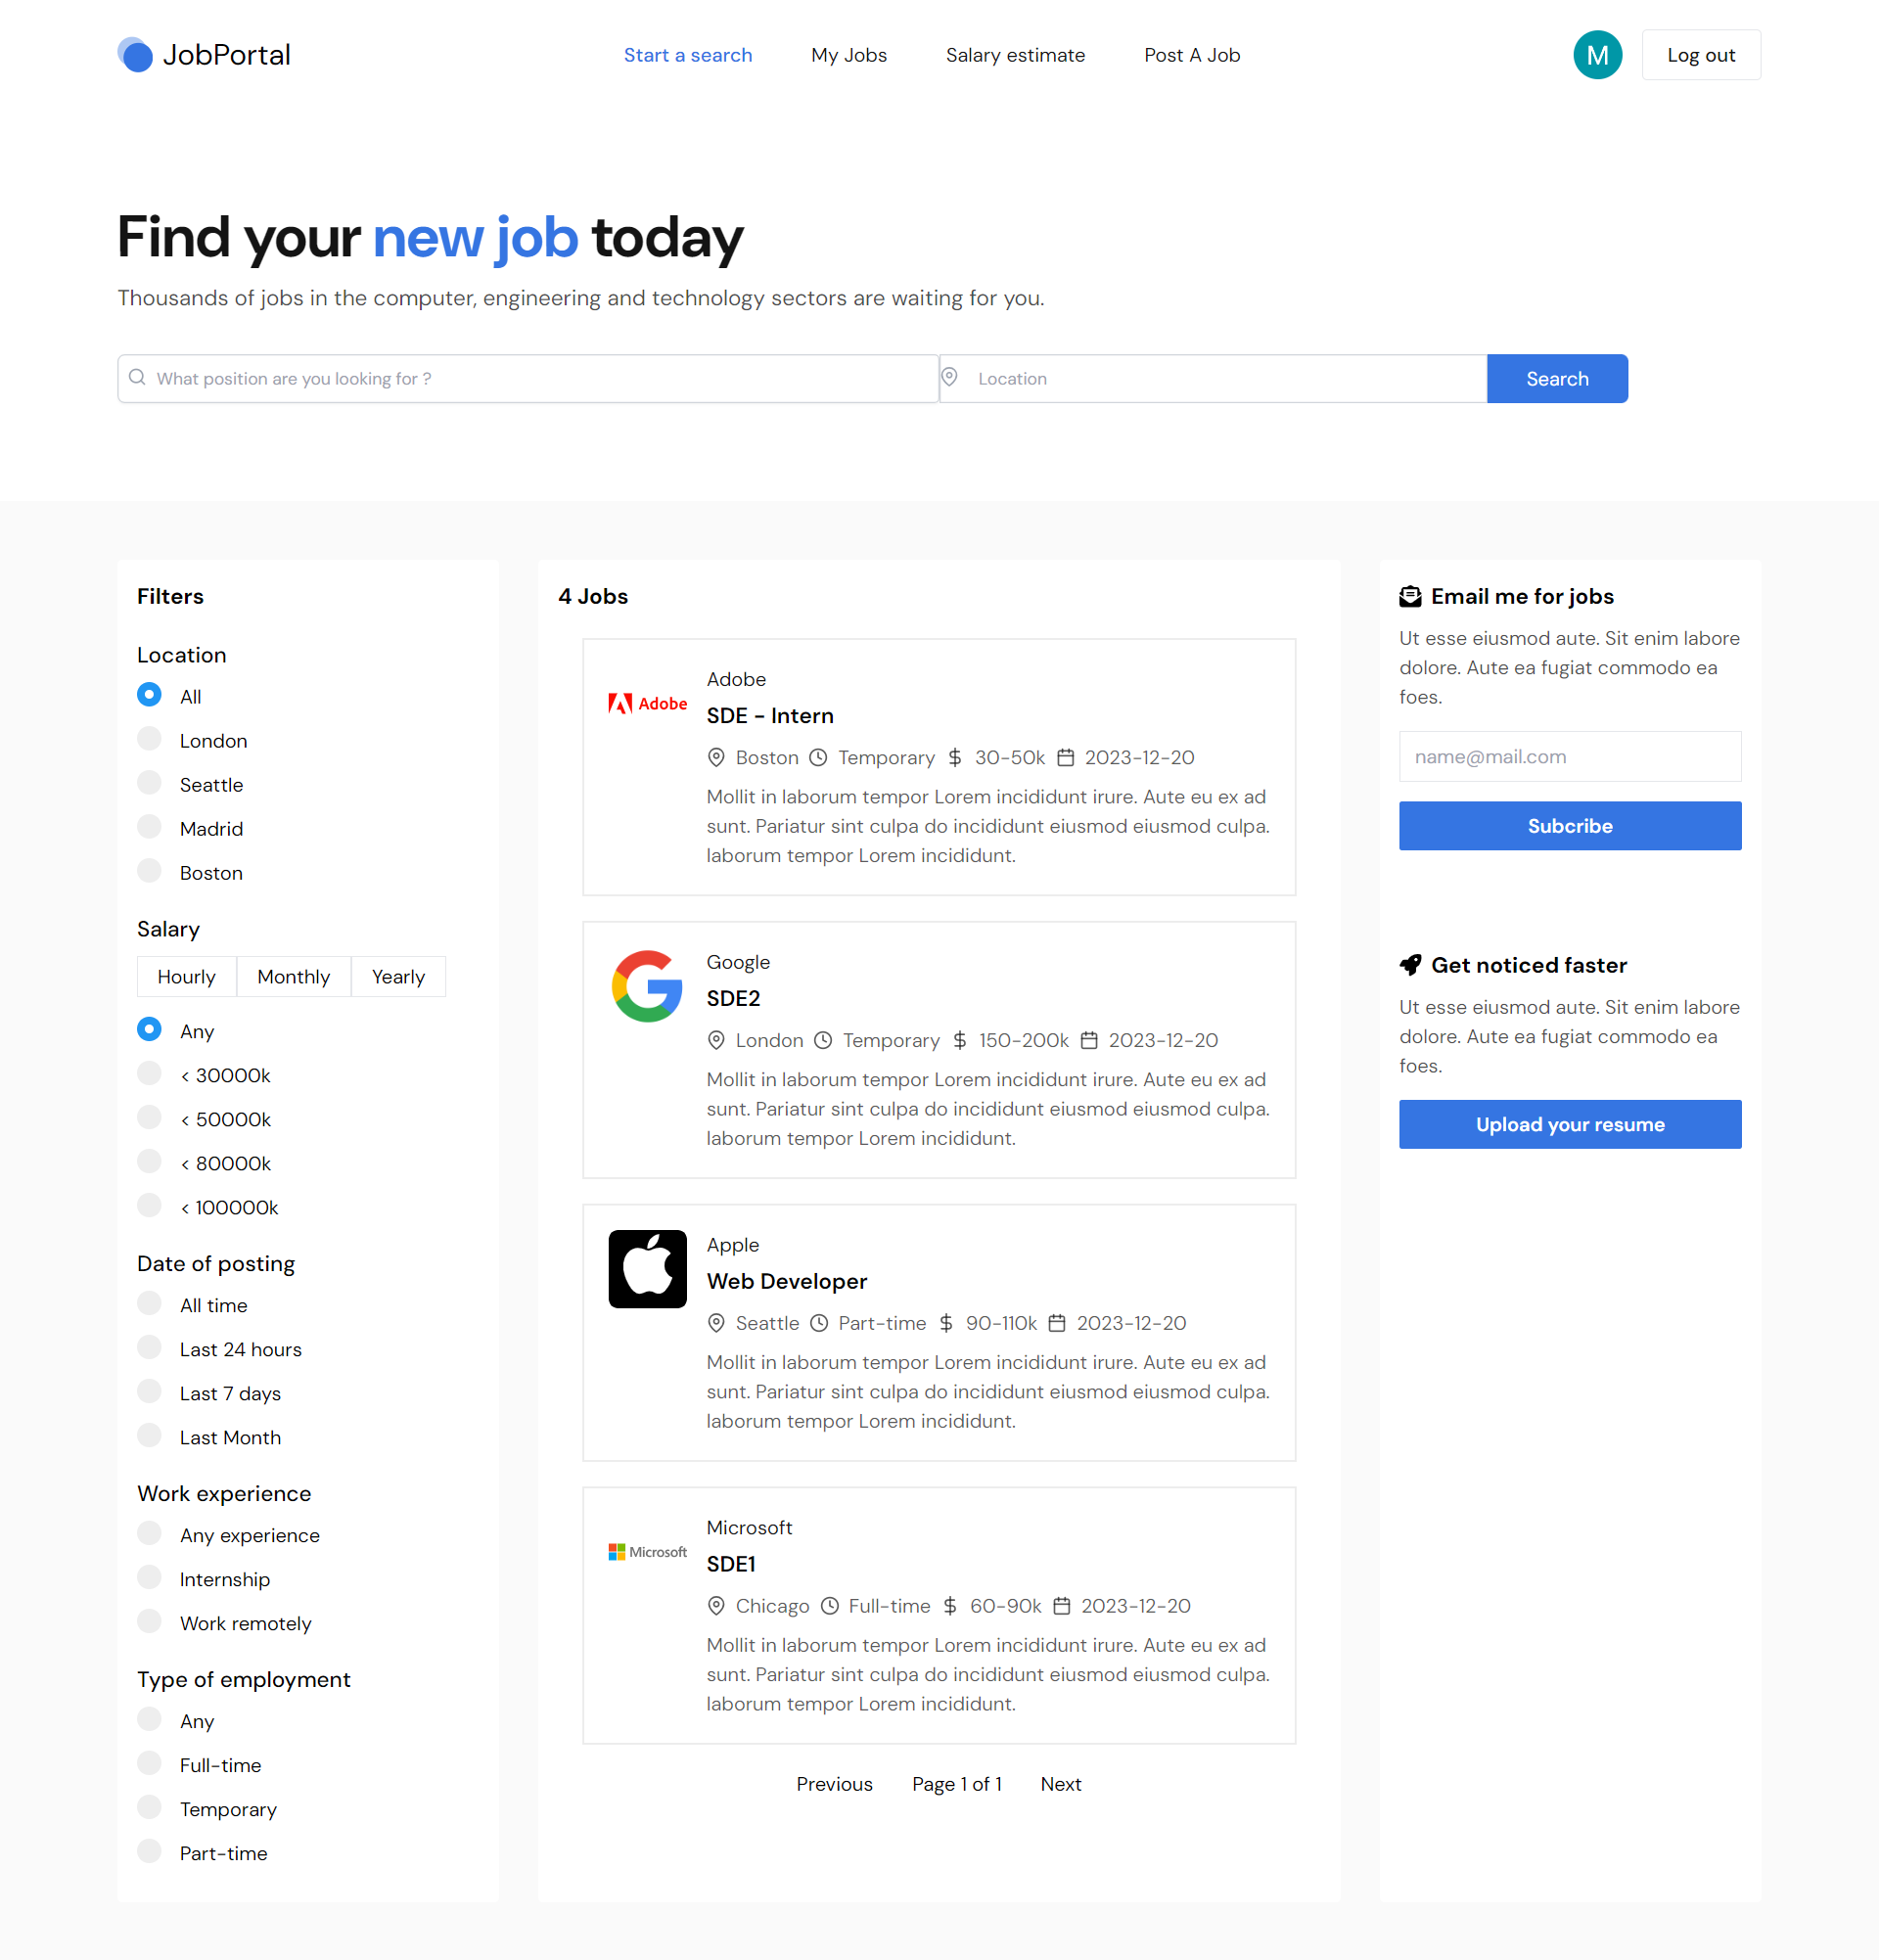 JobPortal
Start a search
My Jobs
Salary estimate
Post A Job
M
Log out
Find your new job today
Thousands of jobs in the computer, engineering and technology sectors are waiting for you.
What position are you looking for ?
Location
Search
Filters
Location
All
London
Seattle
Madrid
Boston
Salary
Hourly
Monthly
Yearly
Any
< 30000k
< 50000k
< 80000k
< 100000k
Date of posting
All time
Last 24 hours
Last 7 days
Last Month
Work experience
Any experience
Internship
Work remotely
Type of employment
Any
Full-time
Temporary
Part-time
4 Jobs
Adobe
Adobe
SDE - Intern
Boston Temporary $ 30-50k 2023-12-20
Mollit in laborum tempor Lorem incididunt irure. Aute eu ex ad
sunt. Pariatur sint culpa do incididunt eiusmod eiusmod culpa.
laborum tempor Lorem incididunt.
Google
SDE2
London Temporary $ 150-200k 2023-12-20
Mollit in laborum tempor Lorem incididunt irure. Aute eu ex ad
sunt. Pariatur sint culpa do incididunt eiusmod eiusmod culpa.
laborum tempor Lorem incididunt.
Apple
Web Developer
Seattle Part-time $ 90-110k 2023-12-20
Mollit in laborum tempor Lorem incididunt irure. Aute eu ex ad
sunt. Pariatur sint culpa do incididunt eiusmod eiusmod culpa.
laborum tempor Lorem incididunt.
Microsoft
Microsoft
SDE1
Chicago Full-time $ 60-90k 2023-12-20
Mollit in laborum tempor Lorem incididunt irure. Aute eu ex ad
sunt. Pariatur sint culpa do incididunt eiusmod eiusmod culpa.
laborum tempor Lorem incididunt.
Previous
Page 1 of 1
Next
Email me for jobs
Ut esse eiusmod aute. Sit enim labore
dolore. Aute ea fugiat commodo ea
foes.
name@mail.com
Subcribe
Get noticed faster
Ut esse eiusmod aute. Sit enim labore
dolore. Aute ea fugiat commodo ea
foes.
Upload your resume